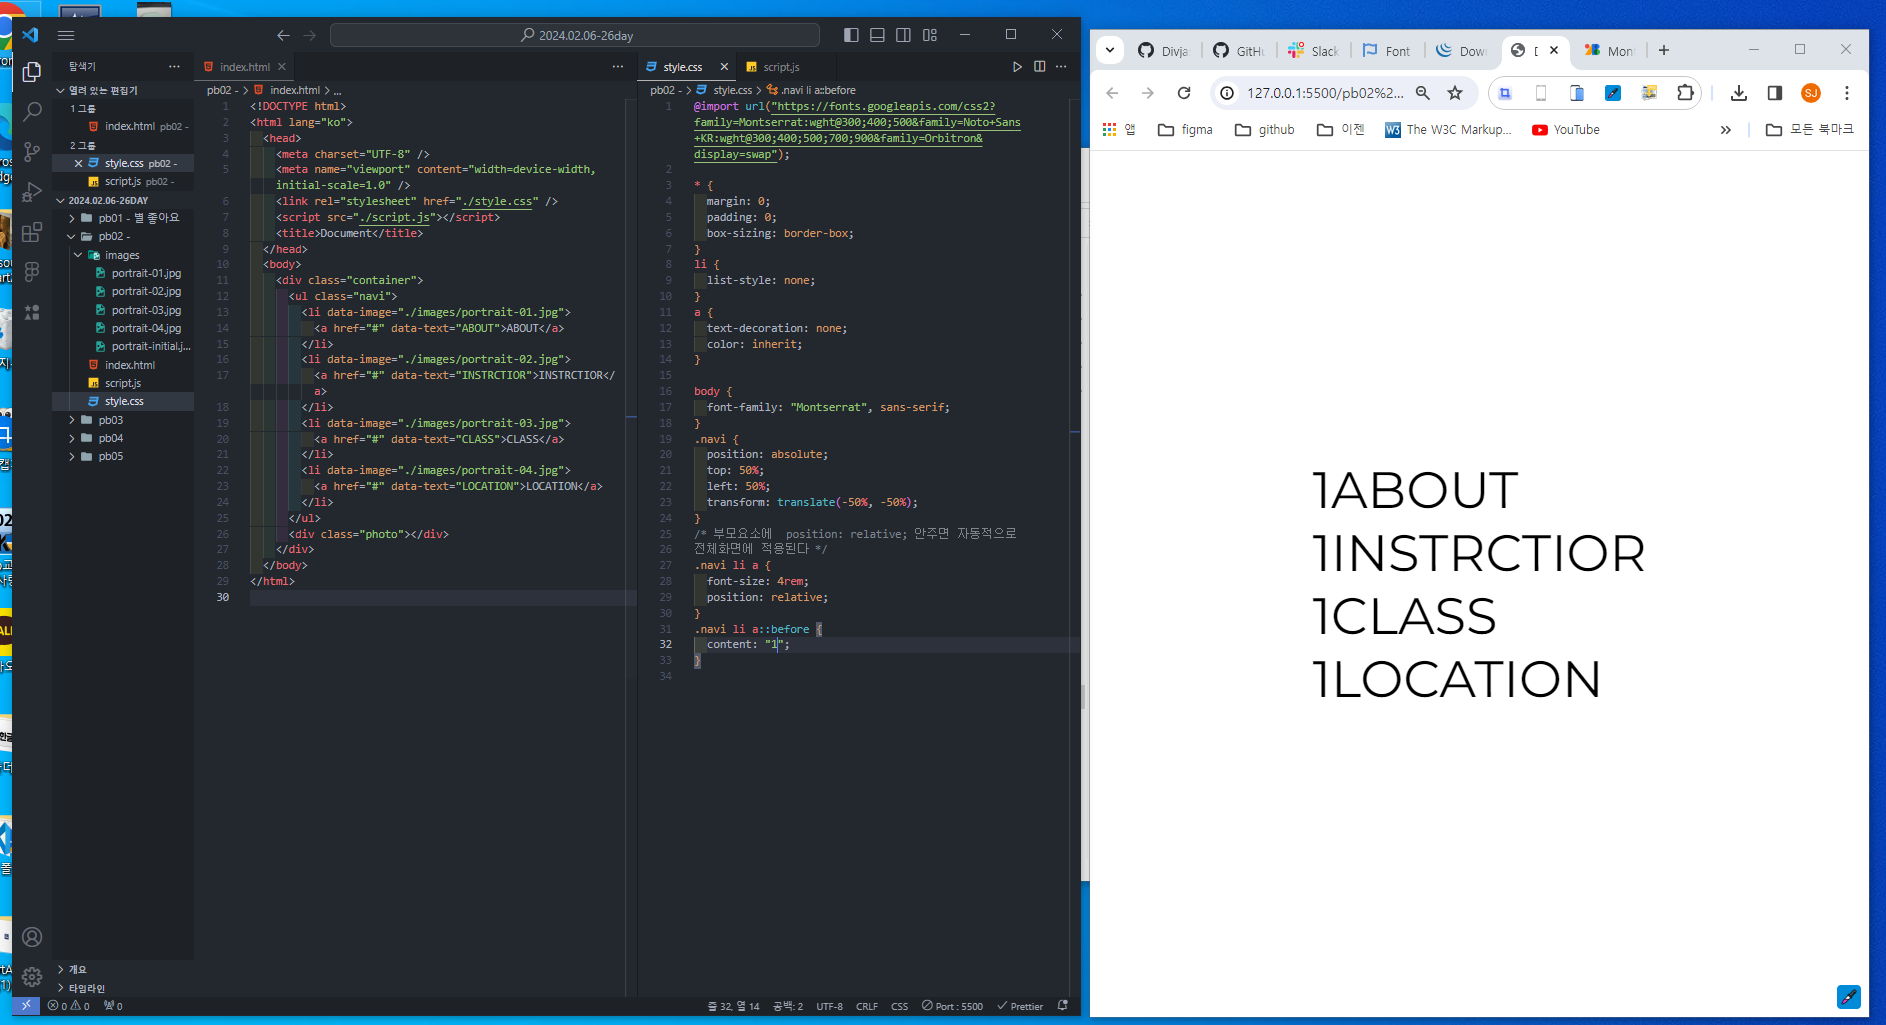 2024.02.06-26day
탐색기
열려 있는 편집기
1 그룹
index.html pb02 -
2 그룹
style.css pb02 -
script.js pb02 -
2024.02.06-26DAY
pb01 - 별 좋아요
pb02 -
images
portrait-01.jpg
portrait-02.jpg
portrait-03.jpg
portrait-04.jpg
portrait-initial.j...
index.html
script.js
style.css
pb03
pb04
pb05
개요
타임라인
index.html
pb02 - > index.html > ...
1 <!DOCTYPE html>
2 <html lang="ko">
3 <head>
4 <meta charset="UTF-8" />
5 <meta name="viewport" content="width=device-width,
initial-scale=1.0" />
6 <link rel="stylesheet" href="./style.css" />
7 <script src="./script.js"></script>
8 <title>Document</title>
9 </head>
10 <body>
11 <div class="container">
12 <ul class="navi">
13 <li data-image="./images/portrait-01.jpg">
14 <a href="#" data-text="ABOUT">ABOUT</a>
15 </li>
16 <li data-image="./images/portrait-02.jpg">
17 <a href="#" data-text="INSTRCTIOR">INSTRCTIOR</
a>
18 </li>
19 <li data-image="./images/portrait-03.jpg">
20 <a href="#" data-text="CLASS">CLASS</a>
21 </li>
22 <li data-image="./images/portrait-04.jpg">
23 <a href="#" data-text="LOCATION">LOCATION</a>
24 </li>
25 </ul>
26 <div class="photo"></div>
27 </div>
28 </body>
29 </html>
30
style.css script.js
pb02 - > style.css > .navi li a::before
1 @import url("https://fonts.googleapis.com/css2?
family=Montserrat:wght@300;400;500&family=Noto+Sans
+KR:wght@300;400;500;700;900&family=Orbitron&
display=swap");
2
3 * {
4 margin: 0;
5 padding: 0;
6 box-sizing: border-box;
7 }
8 li {
9 list-style: none;
10 }
11 a {
12 text-decoration: none;
13 color: inherit;
14 }
15
16 body {
17 font-family: "Montserrat", sans-serif;
18 }
19 .navi {
20 position: absolute;
21 top: 50%;
22 left: 50%;
23 transform: translate(-50%, -50%);
24 }
25 /* 부모요소에 position: relative; 안주면 자동적으로
26 전체화면에 적용된다 */
27 .navi li a {
28 font-size: 4rem;
29 position: relative;
30 }
31 .navi li a::before {
32 content: "1";
33 }
34
0 0 0
줄 32, 열 14 공백: 2 UTF-8 CRLF CSS Port : 5500 Prettier
Divja GitHu Slack Font Dow Mont
127.0.0.1:5500/pb02%2...
SJ
앱 figma github 이젠 The W3C Markup... YouTube » 모든 북마크
1ABOUT
1INSTRCTIOR
1CLASS
1LOCATION